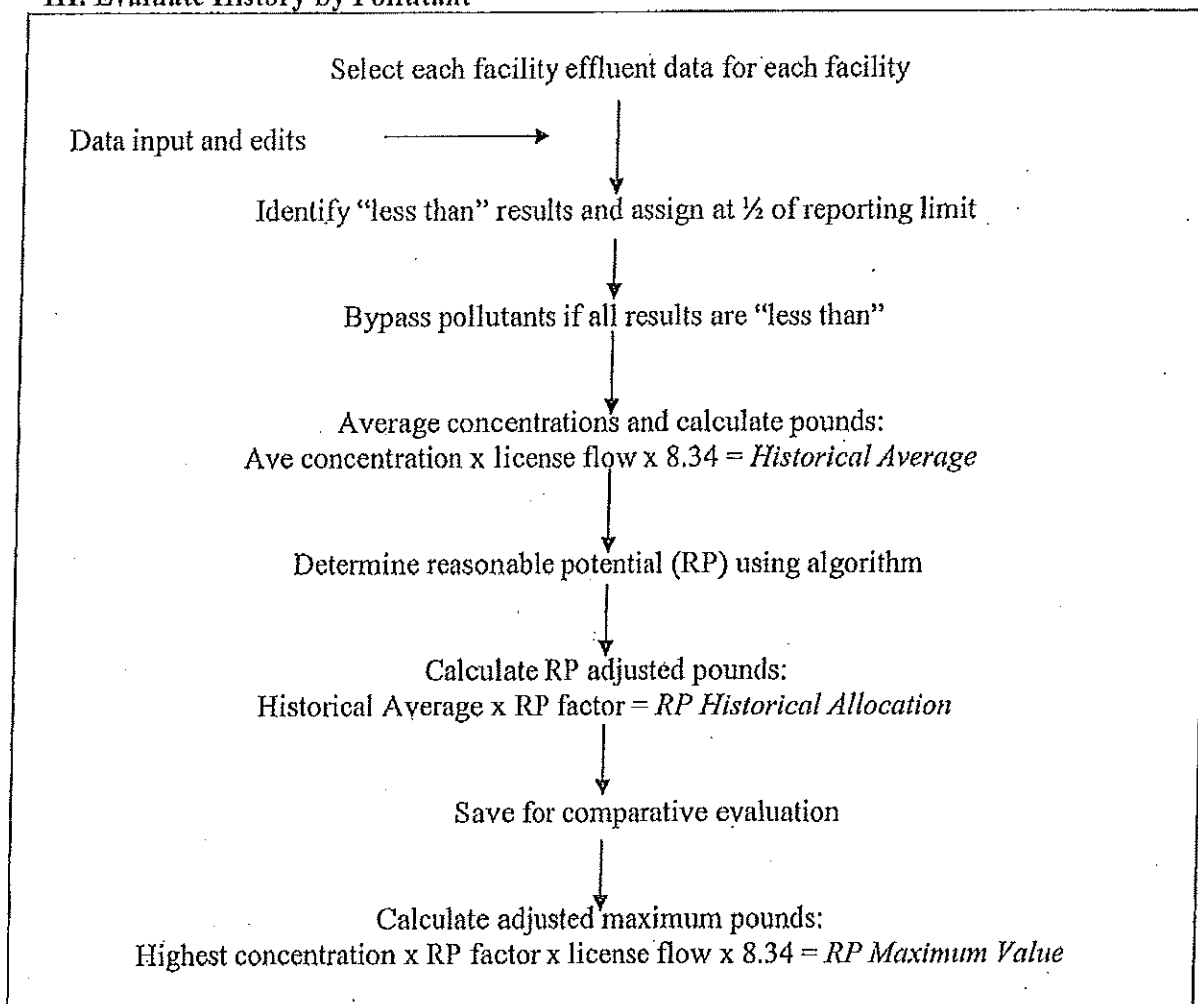 III. Evaluate History by Pollutant
Select each facility effluent data for each facility
Data input and edits
Identify “less than” results and assign at ½ of reporting limit
Bypass pollutants if all results are “less than”
Average concentrations and calculate pounds:
Ave concentration x license flow x 8.34 = Historical Average
Determine reasonable potential (RP) using algorithm
Calculate RP adjusted pounds:
Historical Average x RP factor = RP Historical Allocation
Save for comparative evaluation
Calculate adjusted maximum pounds:
Highest concentration x RP factor x license flow x 8.34 = RP Maximum Value